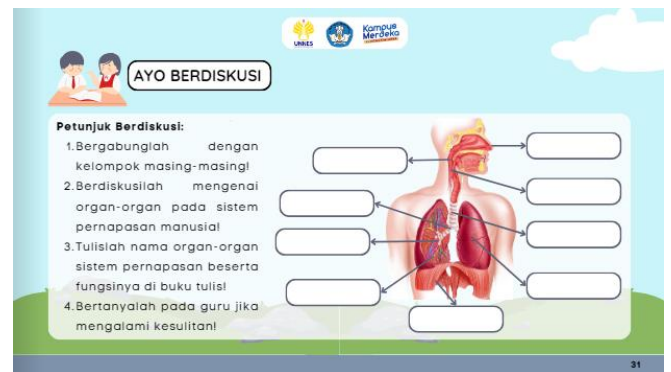 UNNES
Kampus
Merdeka
AYO BERDISKUSI
Petunjuk Berdiskusi:
1.Bergabunglah dengan
kelompok masing-masing!
2.Berdiskusilah mengenai
organ-organ pada sistem
pernapasan manusia!
3.Tulislah nama organ-organ
sistem pernapasan beserta
fungsinya di buku tulis!
4.Bertanyalah pada guru jika
mengalami kesulitan!
31